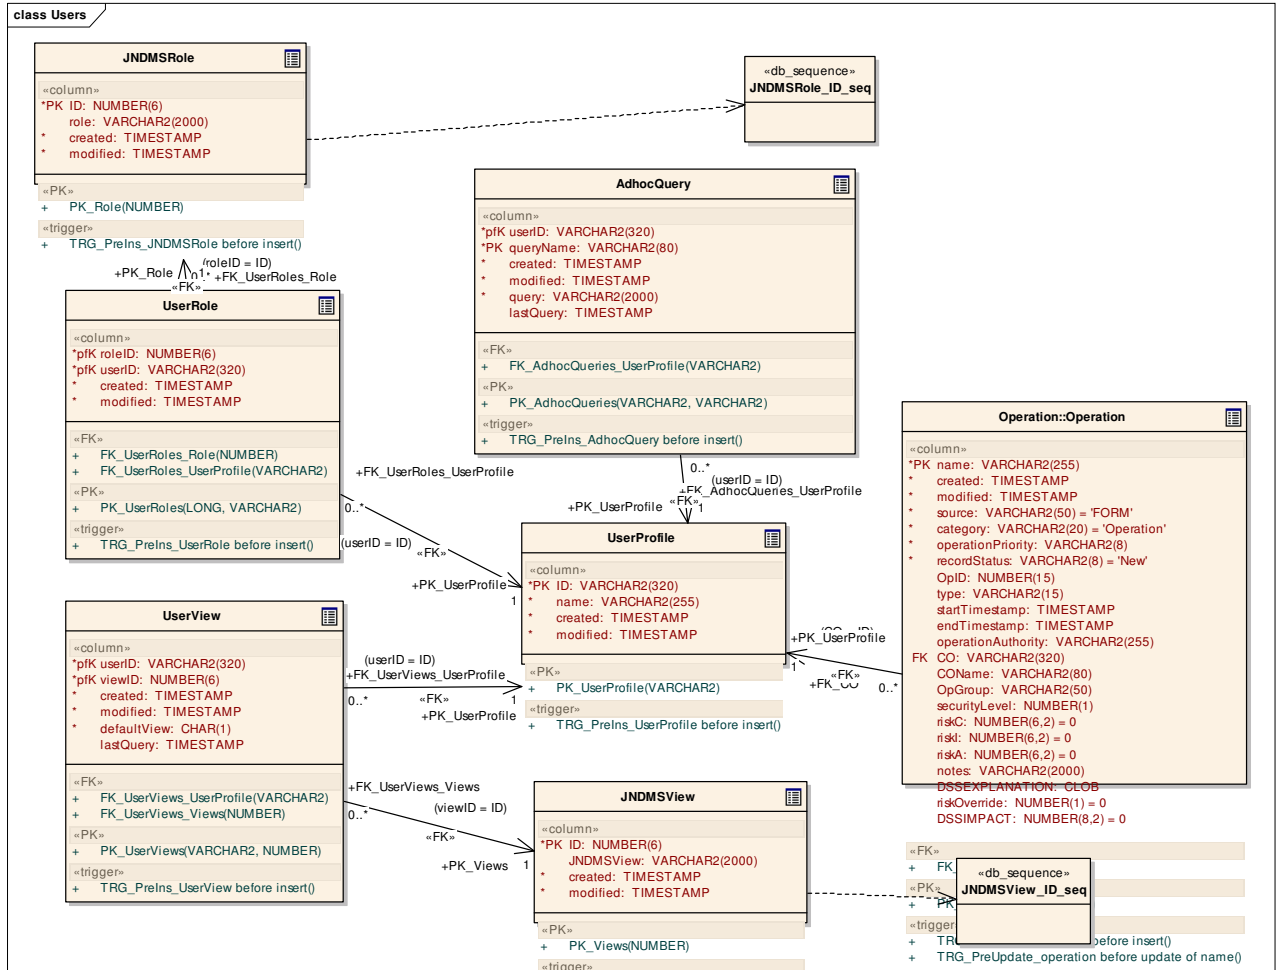 class Users
JNDMSRole
«column»
*PK ID: NUMBER(6)
role: VARCHAR2(2000)
* created: TIMESTAMP
* modified: TIMESTAMP
«PK»
+ PK_Role(NUMBER)
«trigger»
+ TRG_PreIns_JNDMSRole before insert()
«db_sequence»
JNDMSRole_ID_seq
(roleID = ID)
+PK_Role
1
+FK_UserRoles_Role
«FK»
AdhocQuery
«column»
*pfK userID: VARCHAR2(320)
*PK queryName: VARCHAR2(80)
* created: TIMESTAMP
* modified: TIMESTAMP
* query: VARCHAR2(2000)
lastQuery: TIMESTAMP
«FK»
+ FK_AdhocQueries_UserProfile(VARCHAR2)
«PK»
+ PK_AdhocQueries(VARCHAR2, VARCHAR2)
«trigger»
+ TRG_PreIns_AdhocQuery before insert()
0..*
(userID = ID)
+FK_AdhocQueries_UserProfile
«FK»
+PK_UserProfile
1
UserRole
«column»
*pfK roleID: NUMBER(6)
*pfK userID: VARCHAR2(320)
* created: TIMESTAMP
* modified: TIMESTAMP
«FK»
+ FK_UserRoles_Role(NUMBER)
+ FK_UserRoles_UserProfile(VARCHAR2)
«PK»
+ PK_UserRoles(LONG, VARCHAR2)
«trigger»
+ TRG_PreIns_UserRole before insert()
+FK_UserRoles_UserProfile
0..*
(userID = ID)
«FK»
+PK_UserProfile
1
UserProfile
«column»
*PK ID: VARCHAR2(320)
* name: VARCHAR2(255)
* created: TIMESTAMP
* modified: TIMESTAMP
«PK»
+ PK_UserProfile(VARCHAR2)
«trigger»
+ TRG_PreIns_UserProfile before insert()
Operation::Operation
«column»
*PK name: VARCHAR2(255)
* created: TIMESTAMP
* modified: TIMESTAMP
* source: VARCHAR2(50) = 'FORM'
* category: VARCHAR2(20) = 'Operation'
* operationPriority: VARCHAR2(8)
* recordStatus: VARCHAR2(8) = 'New'
OpID: NUMBER(15)
type: VARCHAR2(15)
startTimestamp: TIMESTAMP
endTimestamp: TIMESTAMP
operationAuthority: VARCHAR2(255)
FK CO: VARCHAR2(320)
COName: VARCHAR2(80)
OpGroup: VARCHAR2(50)
securityLevel: NUMBER(1)
riskC: NUMBER(6,2) = 0
riskI: NUMBER(6,2) = 0
riskA: NUMBER(6,2) = 0
notes: VARCHAR2(2000)
DSSEXPLANATION: CLOB
riskOverride: NUMBER(1) = 0
DSSIMPACT: NUMBER(8,2) = 0
«FK»
+ FK_
«PK»
+ PK
«trigger
+ TR
before insert()
+ TRG_PreUpdate_operation before update of name()
+PK_UserProfile
1
«FK»
+FK_CO
0..*
UserView
«column»
*pfK userID: VARCHAR2(320)
*pfK viewID: NUMBER(6)
* created: TIMESTAMP
* modified: TIMESTAMP
* defaultView: CHAR(1)
lastQuery: TIMESTAMP
«FK»
+ FK_UserViews_UserProfile(VARCHAR2)
+ FK_UserViews_Views(NUMBER)
«PK»
+ PK_UserViews(VARCHAR2, NUMBER)
«trigger»
+ TRG_PreIns_UserView before insert()
(userID = ID)
+FK_UserViews_UserProfile
0..*
«FK»
1
+PK_UserProfile
+FK_UserViews_Views
0..*
(viewID = ID)
«FK»
+PK_Views
1
JNDMSView
«column»
*PK ID: NUMBER(6)
JNDMSView: VARCHAR2(2000)
* created: TIMESTAMP
* modified: TIMESTAMP
«PK»
+ PK_Views(NUMBER)
«trigger»
«db_sequence»
JNDMSView_ID_seq